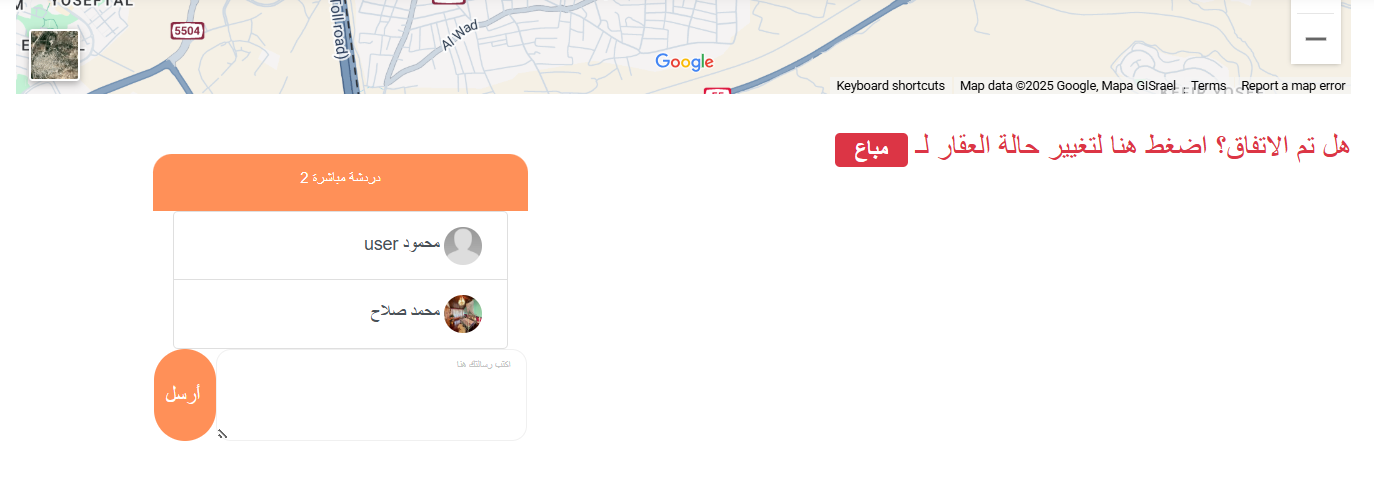 YOSEPTAL
5504
ollroad)
Al Wad
Google
55
Keyboard shortcuts
Map data ©2025 Google, Mapa GISrael
Terms
Report a map error
هل تم الاتفاق؟ اضغط هنا لتغيير حالة العقار لـ مباع
دردشة مباشرة 2
محمود user
محمد صلاح
اكتب رسالتك هنا
أرسل